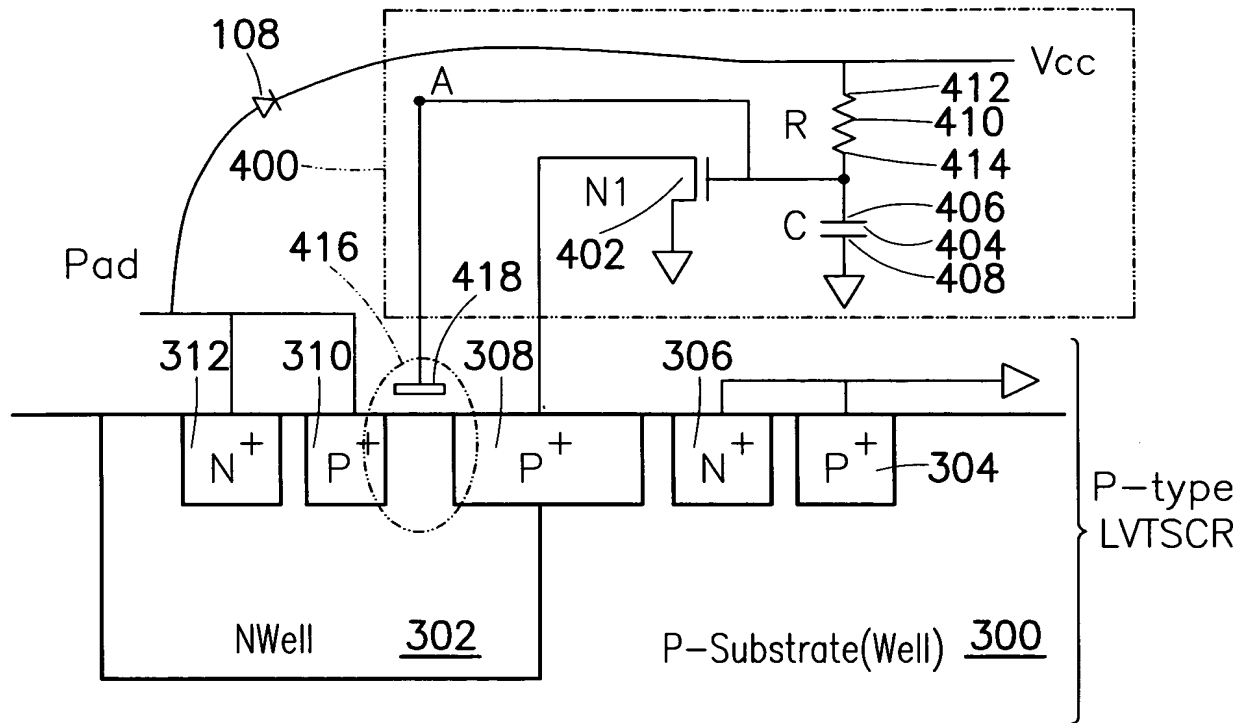 108
A
Vcc
412
R
410
400
414
N1
406
Pad
416
402
C
404
418
408
312
310
308
306
N+
P+
P+
N+
P+
304
P-type
LVTSCR
NWell
302
P-Substrate(Well)
300